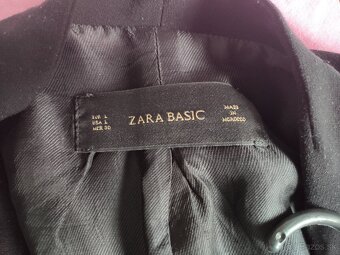 EUR L
USA L
MEX 30
ZARA BASIC
MADE
IN
MOROCCO